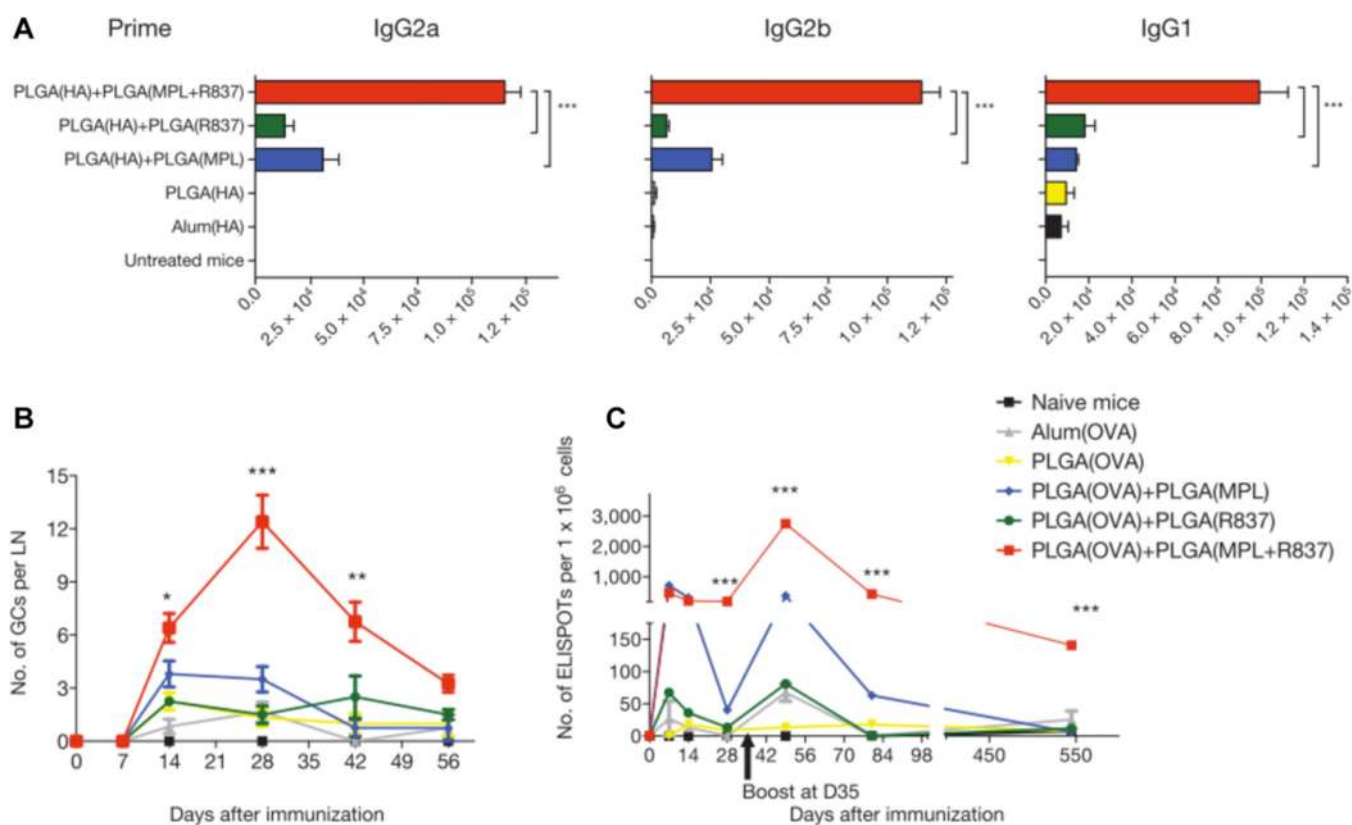 A Prime IgG2a IgG2b IgG1
PLGA(HA)+PLGA(MPL+R837)
PLGA(HA)+PLGA(R837)
PLGA(HA)+PLGA(MPL)
PLGA(HA)
Alum(HA)
Untreated mice
*** *** ***
0.0 2.5 × 10⁴ 5.0 × 10⁴ 7.5 × 10⁴ 1.0 × 10⁵ 1.2 × 10⁵
0.0 2.5 × 10⁴ 5.0 × 10⁴ 7.5 × 10⁴ 1.0 × 10⁵ 1.2 × 10⁵
0.0 2.0 × 10⁴ 4.0 × 10⁴ 6.0 × 10⁴ 8.0 × 10⁴ 1.0 × 10⁵ 1.2 × 10⁵ 1.4 × 10⁵
B
No. of GCs per LN
15
12
9
6
3
0
* *** **
0 7 14 21 28 35 42 49 56
Days after immunization
C
No. of ELISPOTs per 1 x 10⁶ cells
3,000
2,000
1,000
150
100
50
0
*** *** *** ***
0 14 28 42 56 70 84 98 450 550
Boost at D35
Days after immunization
Naive mice
Alum(OVA)
PLGA(OVA)
PLGA(OVA)+PLGA(MPL)
PLGA(OVA)+PLGA(R837)
PLGA(OVA)+PLGA(MPL+R837)